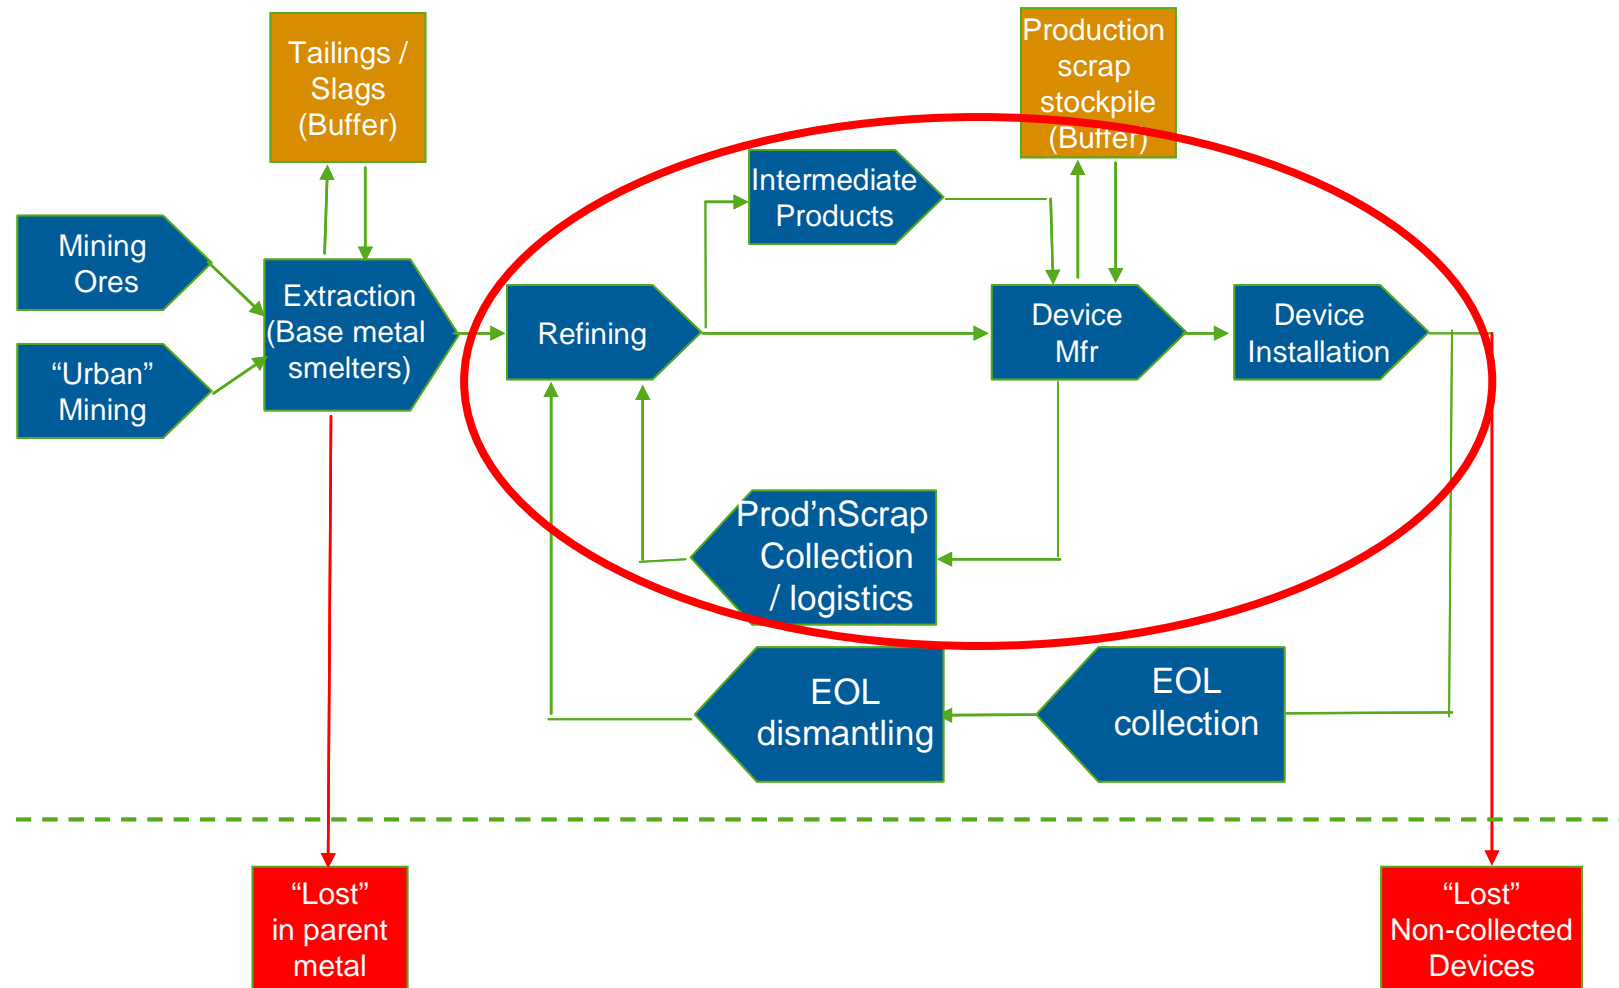 Tailings /
Slags
(Buffer)
Production
scrap
stockpile
(Buffer)
Intermediate
Products
Mining
Ores
Extraction
(Base metal
smelters)
Refining
Device
Mfr
Device
Installation
“Urban”
Mining
Prod’nScrap
Collection
/ logistics
EOL
dismantling
EOL
collection
“Lost”
in parent
metal
“Lost”
Non-collected
Devices